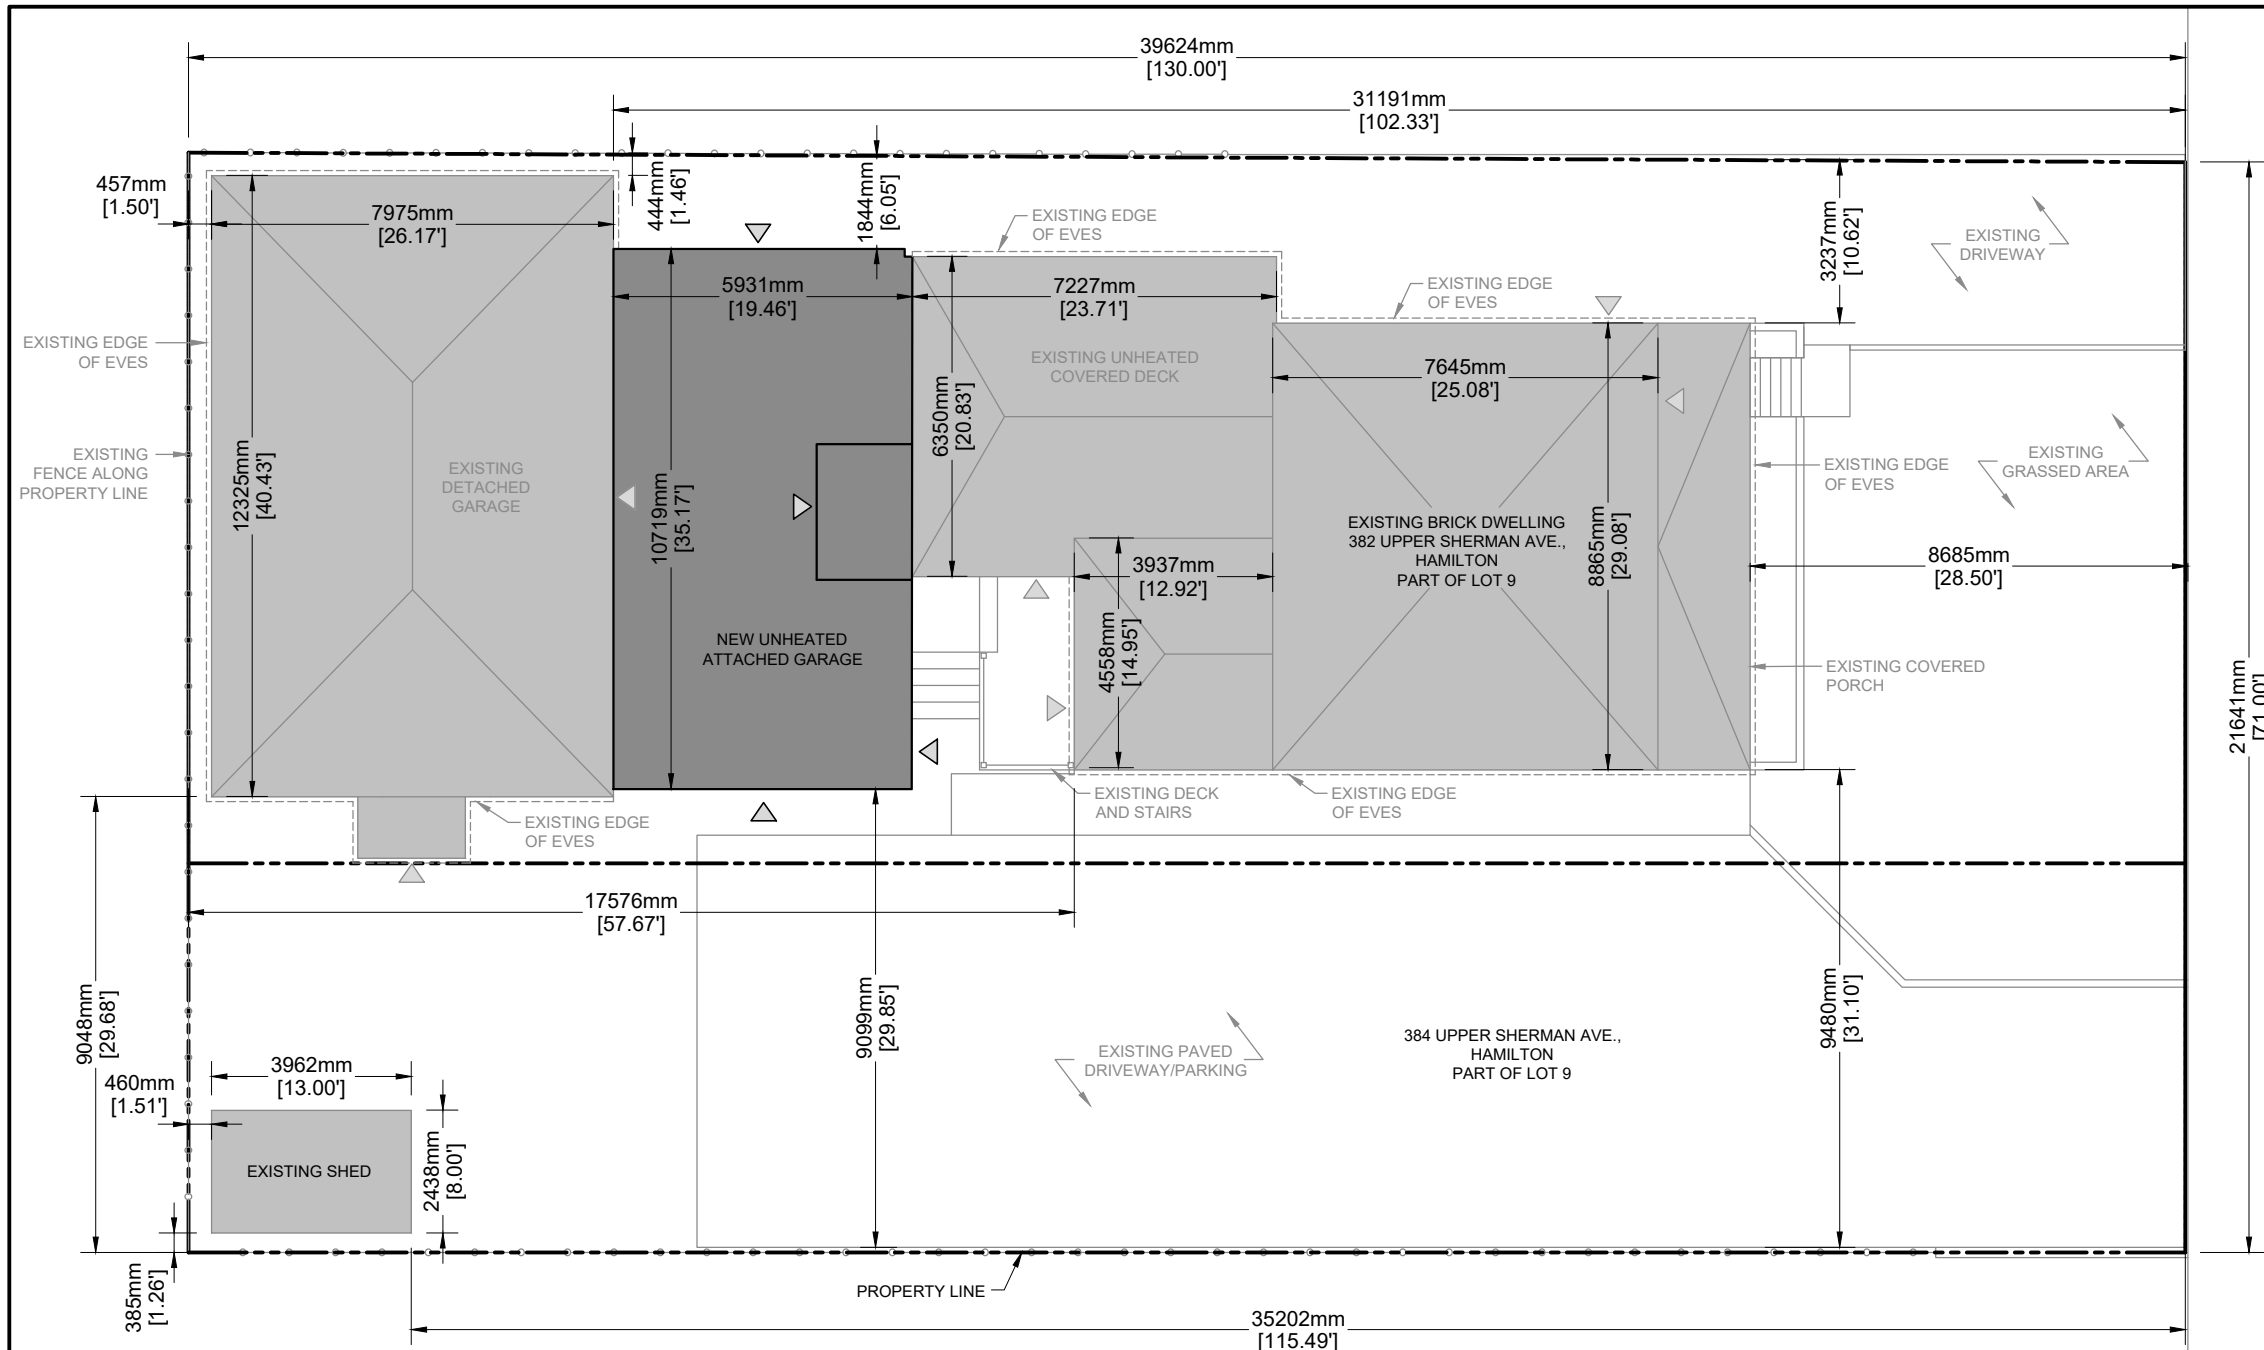 39624mm
[130.00']
31191mm
[102.33']
457mm
[1.50']
7975mm
[26.17']
444mm
[1.46']
1844mm
[6.05']
EXISTING EDGE
OF EVES
3237mm
[10.62']
EXISTING
DRIVEWAY
5931mm
[19.46']
7227mm
[23.71']
EXISTING EDGE
OF EVES
EXISTING EDGE
OF EVES
EXISTING UNHEATED
COVERED DECK
7645mm
[25.08']
6350mm
[20.83']
EXISTING
FENCE ALONG
PROPERTY LINE
12325mm
[40.43']
EXISTING
DETACHED
GARAGE
10719mm
[35.17']
EXISTING BRICK DWELLING
382 UPPER SHERMAN AVE.,
HAMILTON
PART OF LOT 9
8865mm
[29.08']
EXISTING EDGE
OF EVES
EXISTING
GRASSED AREA
8685mm
[28.50']
3937mm
[12.92']
4558mm
[14.95']
NEW UNHEATED
ATTACHED GARAGE
EXISTING COVERED
PORCH
21641mm
[71.00']
EXISTING EDGE
OF EVES
EXISTING DECK
AND STAIRS
EXISTING EDGE
OF EVES
17576mm
[57.67']
9048mm
[29.68']
9099mm
[29.85']
9480mm
[31.10']
384 UPPER SHERMAN AVE.,
HAMILTON
PART OF LOT 9
EXISTING PAVED
DRIVEWAY/PARKING
3962mm
[13.00']
460mm
[1.51']
EXISTING SHED
2438mm
[8.00']
385mm
[1.26']
PROPERTY LINE
35202mm
[115.49']